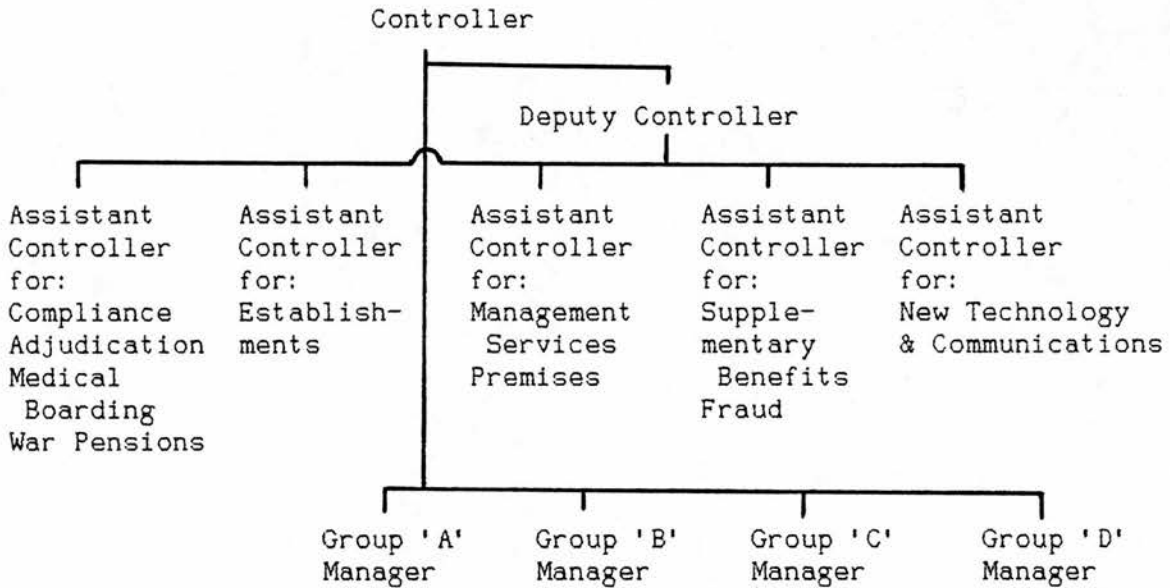 Controller
Deputy Controller
Assistant
Controller
for:
Compliance
Adjudication
Medical
Boarding
War Pensions
Assistant
Controller
for:
Establish-
ments
Assistant
Controller
for:
Management
Services
Premises
Assistant
Controller
for:
Supple-
mentary
Benefits
Fraud
Assistant
Controller
for:
New Technology
& Communications
Group 'A'
Manager
Group 'B'
Manager
Group 'C'
Manager
Group 'D'
Manager